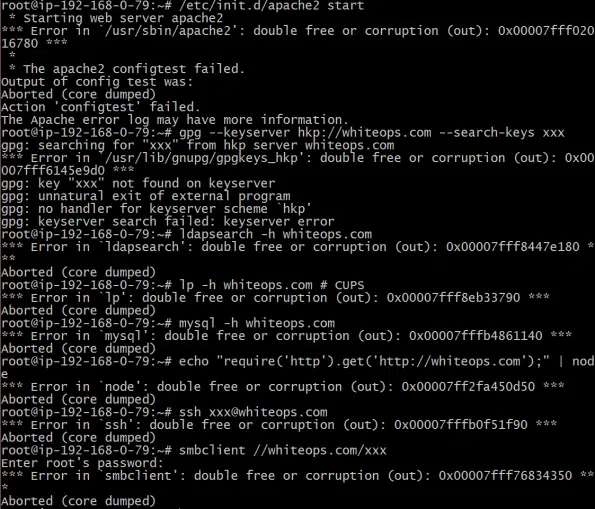 root@ip-192-168-0-79:~# /etc/init.d/apache2 start
 * Starting web server apache2
*** Error in `/usr/sbin/apache2': double free or corruption (out): 0x00007fff020
16780 ***
 *
 * The apache2 configtest failed.
Output of config test was:
Aborted (core dumped)
Action 'configtest' failed.
The Apache error log may have more information.
root@ip-192-168-0-79:~# gpg --keyserver hkp://whiteops.com --search-keys xxx
gpg: searching for "xxx" from hkp server whiteops.com
*** Error in `/usr/lib/gnupg/gpgkeys_hkp': double free or corruption (out): 0x00
007fff6145e9d0 ***
gpg: key "xxx" not found on keyserver
gpg: unnatural exit of external program
gpg: no handler for keyserver scheme `hkp'
gpg: keyserver search failed: keyserver error
root@ip-192-168-0-79:~# ldapsearch -h whiteops.com
*** Error in `ldapsearch': double free or corruption (out): 0x00007fff8447e180 *
**
Aborted (core dumped)
root@ip-192-168-0-79:~# lp -h whiteops.com # CUPS
*** Error in `lp': double free or corruption (out): 0x00007fff8eb33790 ***
Aborted (core dumped)
root@ip-192-168-0-79:~# mysql -h whiteops.com
*** Error in `mysql': double free or corruption (out): 0x00007fffb4861140 ***
Aborted (core dumped)
root@ip-192-168-0-79:~# echo "require('http').get('http://whiteops.com');" | nod
e
*** Error in `node': double free or corruption (out): 0x00007ff2fa450d50 ***
Aborted (core dumped)
root@ip-192-168-0-79:~# ssh xxx@whiteops.com
*** Error in `ssh': double free or corruption (out): 0x00007fffb0f51f90 ***
Aborted (core dumped)
root@ip-192-168-0-79:~# smbclient //whiteops.com/xxx
Enter root's password:
*** Error in `smbclient': double free or corruption (out): 0x00007fff76834350 **
*
Aborted (core dumped)